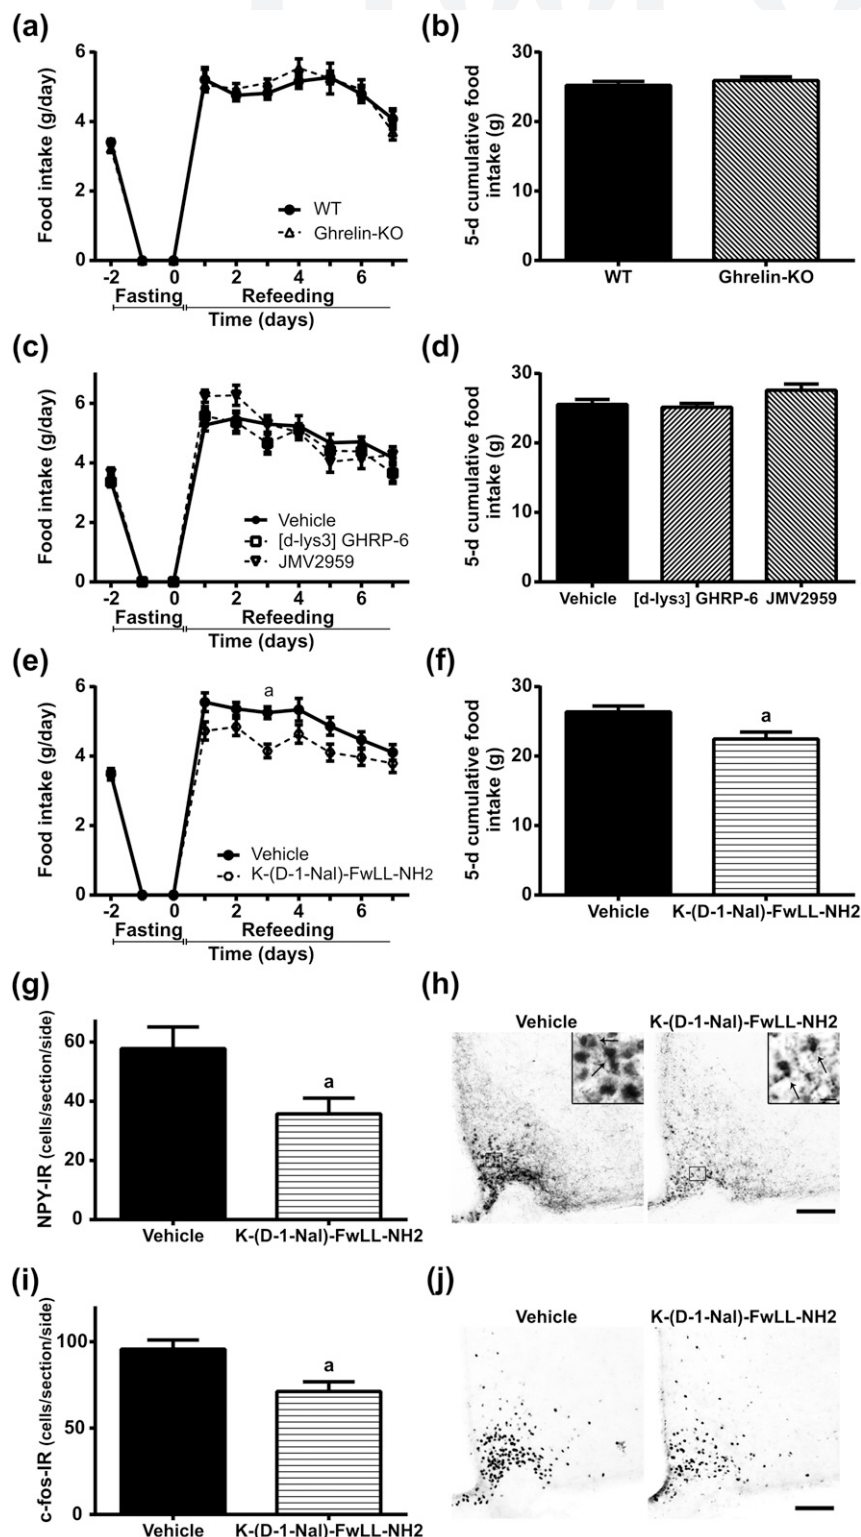 (a)
Food intake (g/day)
6
4
2
0
WT
Ghrelin-KO
-2 0 2 4 6
Fasting Refeeding
Time (days)
(b)
5-d cumulative food
intake (g)
30
20
10
0
WT Ghrelin-KO
(c)
Food intake (g/day)
6
4
2
0
Vehicle
[d-lys3] GHRP-6
JMV2959
-2 0 2 4 6
Fasting Refeeding
Time (days)
(d)
5-d cumulative food
intake (g)
30
20
10
0
Vehicle [d-lys3] GHRP-6 JMV2959
(e)
Food intake (g/day)
6
4
2
0
a
Vehicle
K-(D-1-Nal)-FwLL-NH2
-2 0 2 4 6
Fasting Refeeding
Time (days)
(f)
5-d cumulative food
intake (g)
30
20
10
0
a
Vehicle K-(D-1-Nal)-FwLL-NH2
(g)
NPY-IR (cells/section/side)
60
40
20
0
a
Vehicle K-(D-1-Nal)-FwLL-NH2
(h)
Vehicle K-(D-1-Nal)-FwLL-NH2
(i)
c-fos-IR (cells/section/side)
100
50
0
a
Vehicle K-(D-1-Nal)-FwLL-NH2
(j)
Vehicle K-(D-1-Nal)-FwLL-NH2